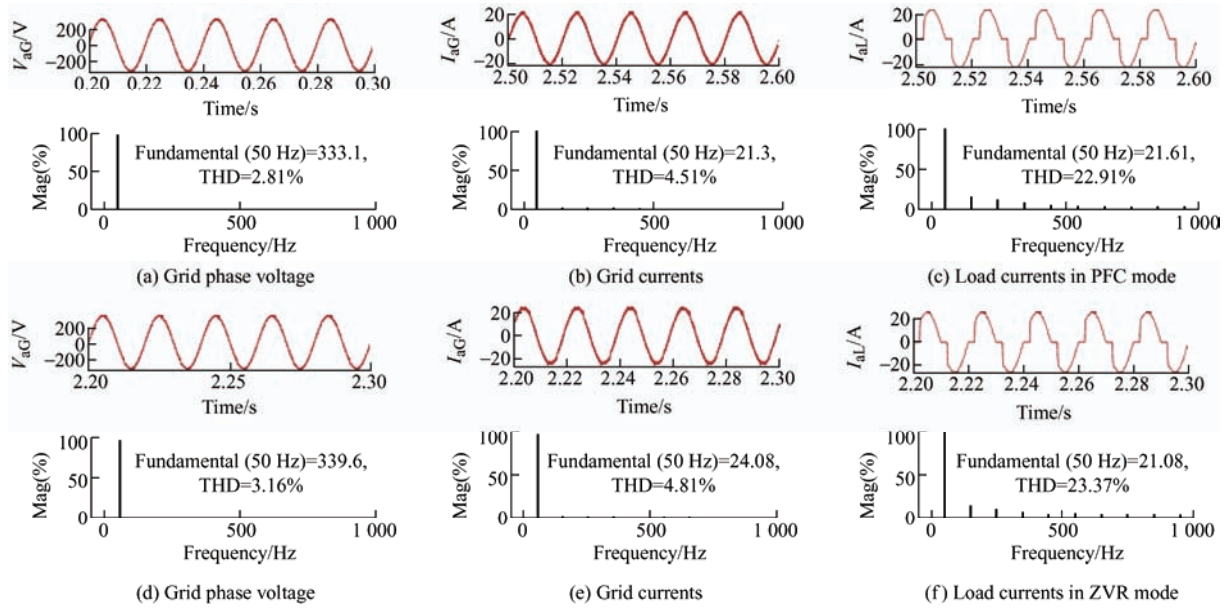 V_aG/V
200
0
−200
0.20 0.22 0.24 0.26 0.28 0.30
Time/s
Mag(%)
100
50
0
Fundamental (50 Hz)=333.1,
THD=2.81%
0 500 1 000
Frequency/Hz
(a) Grid phase voltage
I_aG/A
20
0
−20
2.50 2.52 2.54 2.56 2.58 2.60
Time/s
Mag(%)
100
50
0
Fundamental (50 Hz)=21.3,
THD=4.51%
0 500 1 000
Frequency/Hz
(b) Grid currents
I_aL/A
20
0
−20
2.50 2.52 2.54 2.56 2.58 2.60
Time/s
Mag(%)
100
50
0
Fundamental (50 Hz)=21.61,
THD=22.91%
0 500 1 000
Frequency/Hz
(c) Load currents in PFC mode
V_aG/V
200
0
−200
2.20 2.25 2.30
Time/s
Mag(%)
100
50
0
Fundamental (50 Hz)=339.6,
THD=3.16%
0 500 1 000
Frequency/Hz
(d) Grid phase voltage
I_aG/A
20
0
−20
2.20 2.22 2.24 2.26 2.28 2.30
Time/s
Mag(%)
100
50
0
Fundamental (50 Hz)=24.08,
THD=4.81%
0 500 1 000
Frequency/Hz
(e) Grid currents
I_aL/A
20
0
−20
2.20 2.22 2.24 2.26 2.28 2.30
Time/s
Mag(%)
100
50
0
Fundamental (50 Hz)=21.08,
THD=23.37%
0 500 1 000
Frequency/Hz
(f) Load currents in ZVR mode